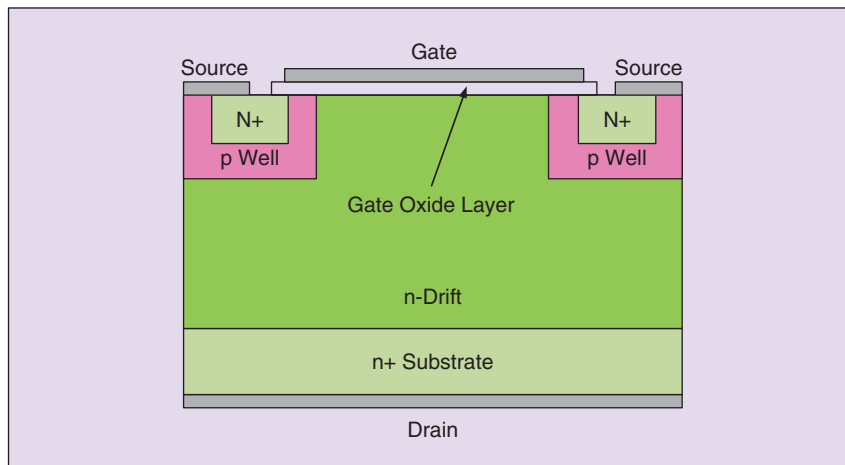 Gate
Source
Source
N+
N+
p Well
p Well
Gate Oxide Layer
n-Drift
n+ Substrate
Drain